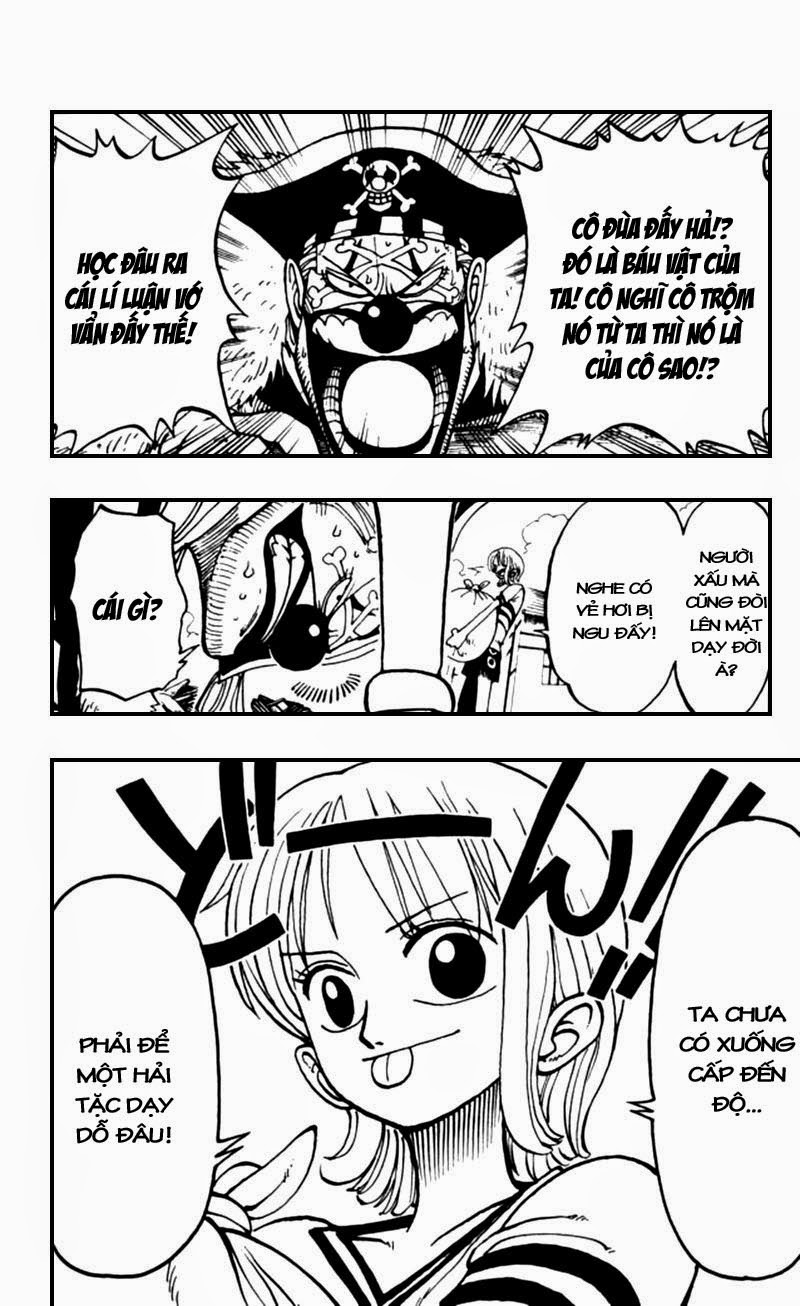 CÔ ĐÙA ĐẤY HẢ!?
ĐÓ LÀ BÁU VẬT CỦA
TA! CÔ NGHĨ CÔ TRỘM
NÓ TỪ TA THÌ NÓ LÀ
CỦA CÔ SAO!?
HỌC ĐÂU RA
CÁI LÍ LUẬN VỚ
VẨN ĐẤY THẾ!
NGƯỜI
XẤU MÀ
CŨNG ĐÒI
LÊN MẶT
DẠY ĐỜI
À?
NGHE CÓ
VẺ HƠI BỊ
NGU ĐẤY!
CÁI GÌ?
TA CHƯA
CÓ XUỐNG
CẤP ĐẾN
ĐỘ...
PHẢI ĐỂ
MỘT HẢI
TẶC DẠY
DỖ ĐÂU!